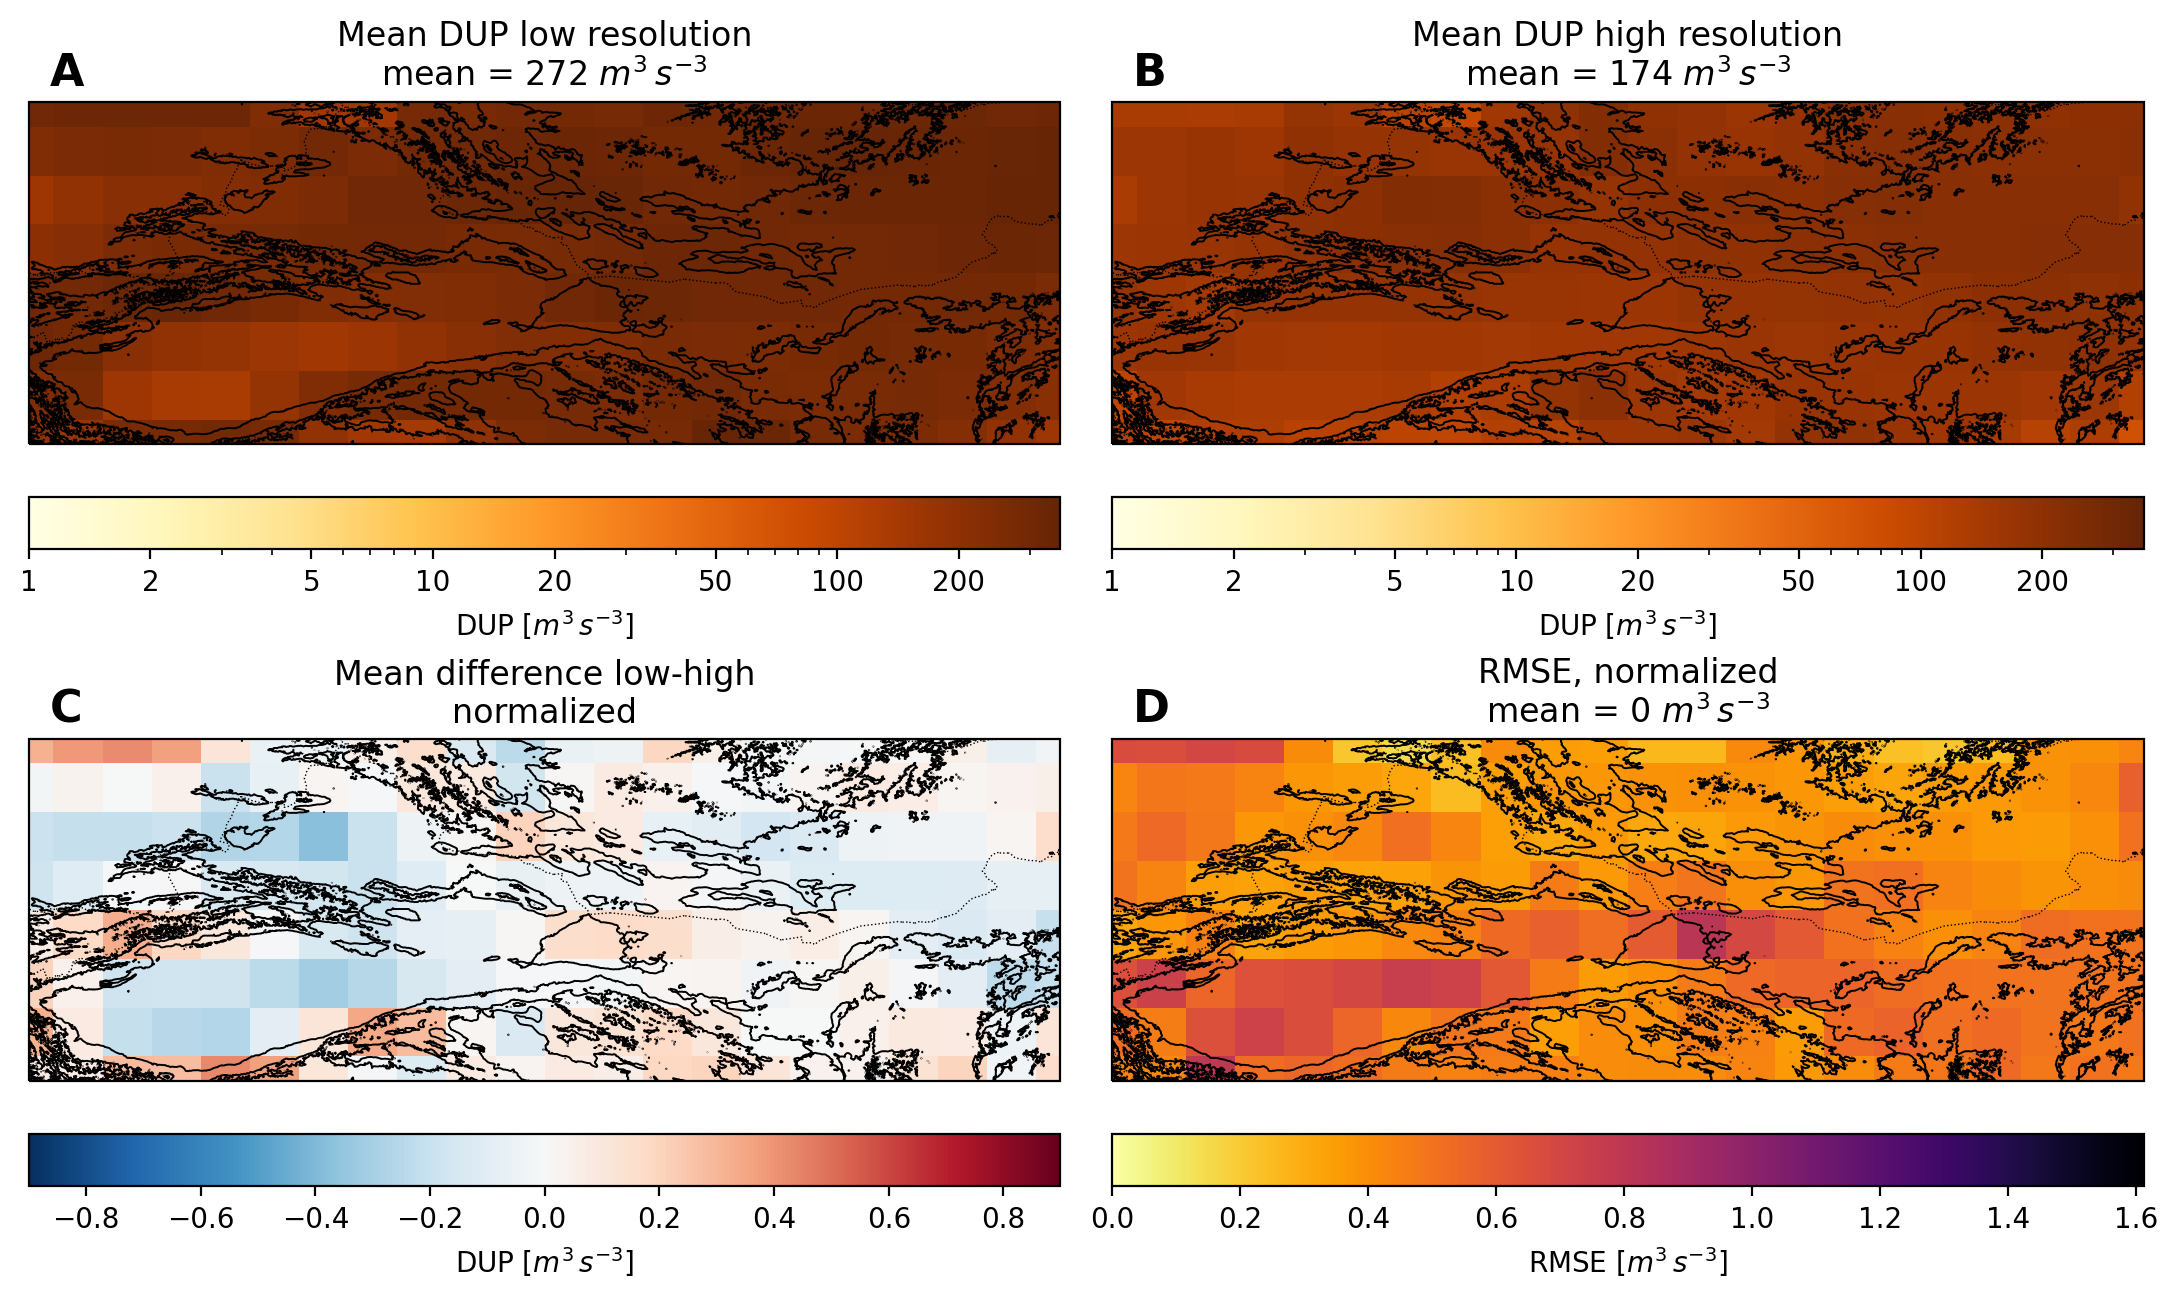 Mean DUP low resolution
A mean = 272 m³ s⁻³
Mean DUP high resolution
B mean = 174 m³ s⁻³
1 2 5 10 20 50 100 200
DUP [m³ s⁻³]
1 2 5 10 20 50 100 200
DUP [m³ s⁻³]
Mean difference low-high
C normalized
RMSE, normalized
D mean = 0 m³ s⁻³
−0.8 −0.6 −0.4 −0.2 0.0 0.2 0.4 0.6 0.8
DUP [m³ s⁻³]
0.0 0.2 0.4 0.6 0.8 1.0 1.2 1.4 1.6
RMSE [m³ s⁻³]